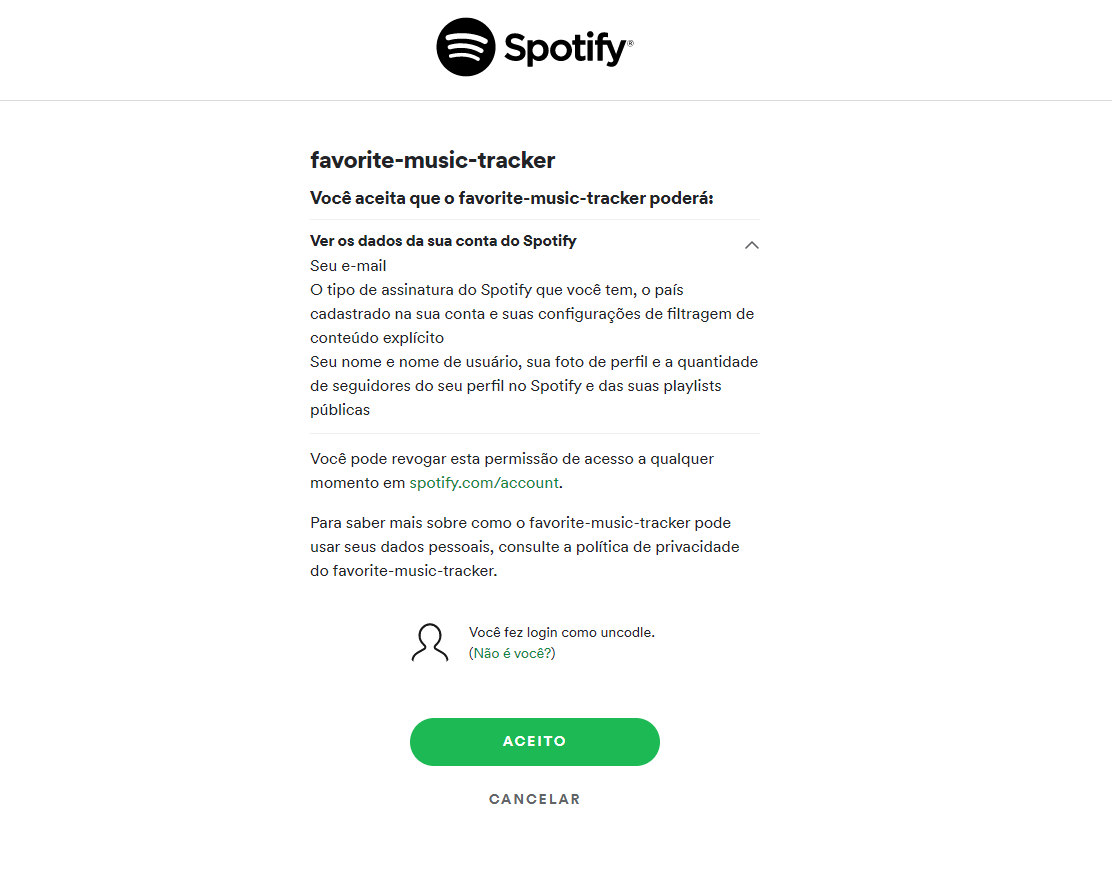 Spotify®
favorite-music-tracker
Você aceita que o favorite-music-tracker poderá:
Ver os dados da sua conta do Spotify
Seu e-mail
O tipo de assinatura do Spotify que você tem, o país
cadastrado na sua conta e suas configurações de filtragem de
conteúdo explícito
Seu nome e nome de usuário, sua foto de perfil e a quantidade
de seguidores do seu perfil no Spotify e das suas playlists
públicas
Você pode revogar esta permissão de acesso a qualquer
momento em spotify.com/account.
Para saber mais sobre como o favorite-music-tracker pode
usar seus dados pessoais, consulte a política de privacidade
do favorite-music-tracker.
Você fez login como uncodle.
(Não é você?)
ACEITO
CANCELAR